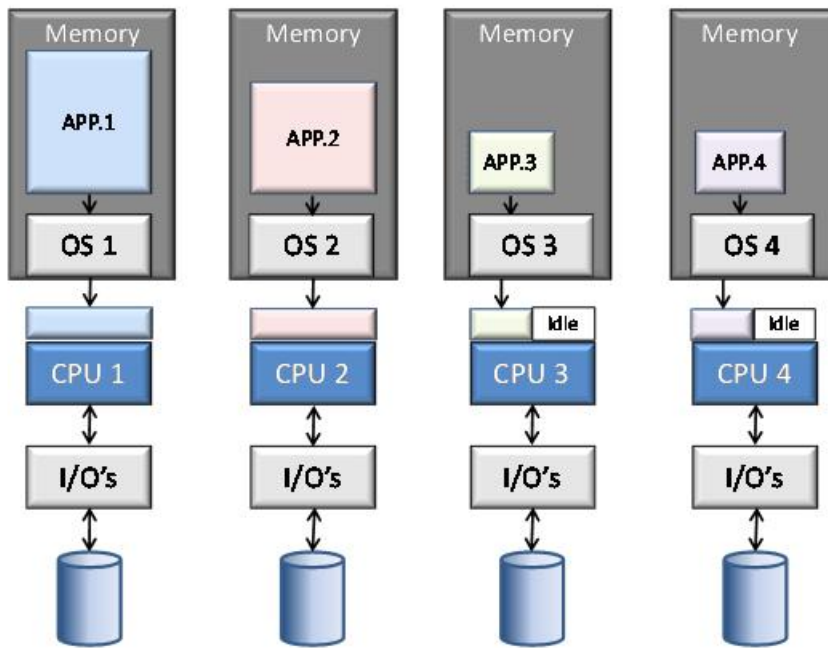 Memory Memory Memory Memory
APP.1 APP.2 APP.3 APP.4
OS 1 OS 2 OS 3 OS 4
Idle Idle
CPU 1 CPU 2 CPU 3 CPU 4
I/O's I/O's I/O's I/O's